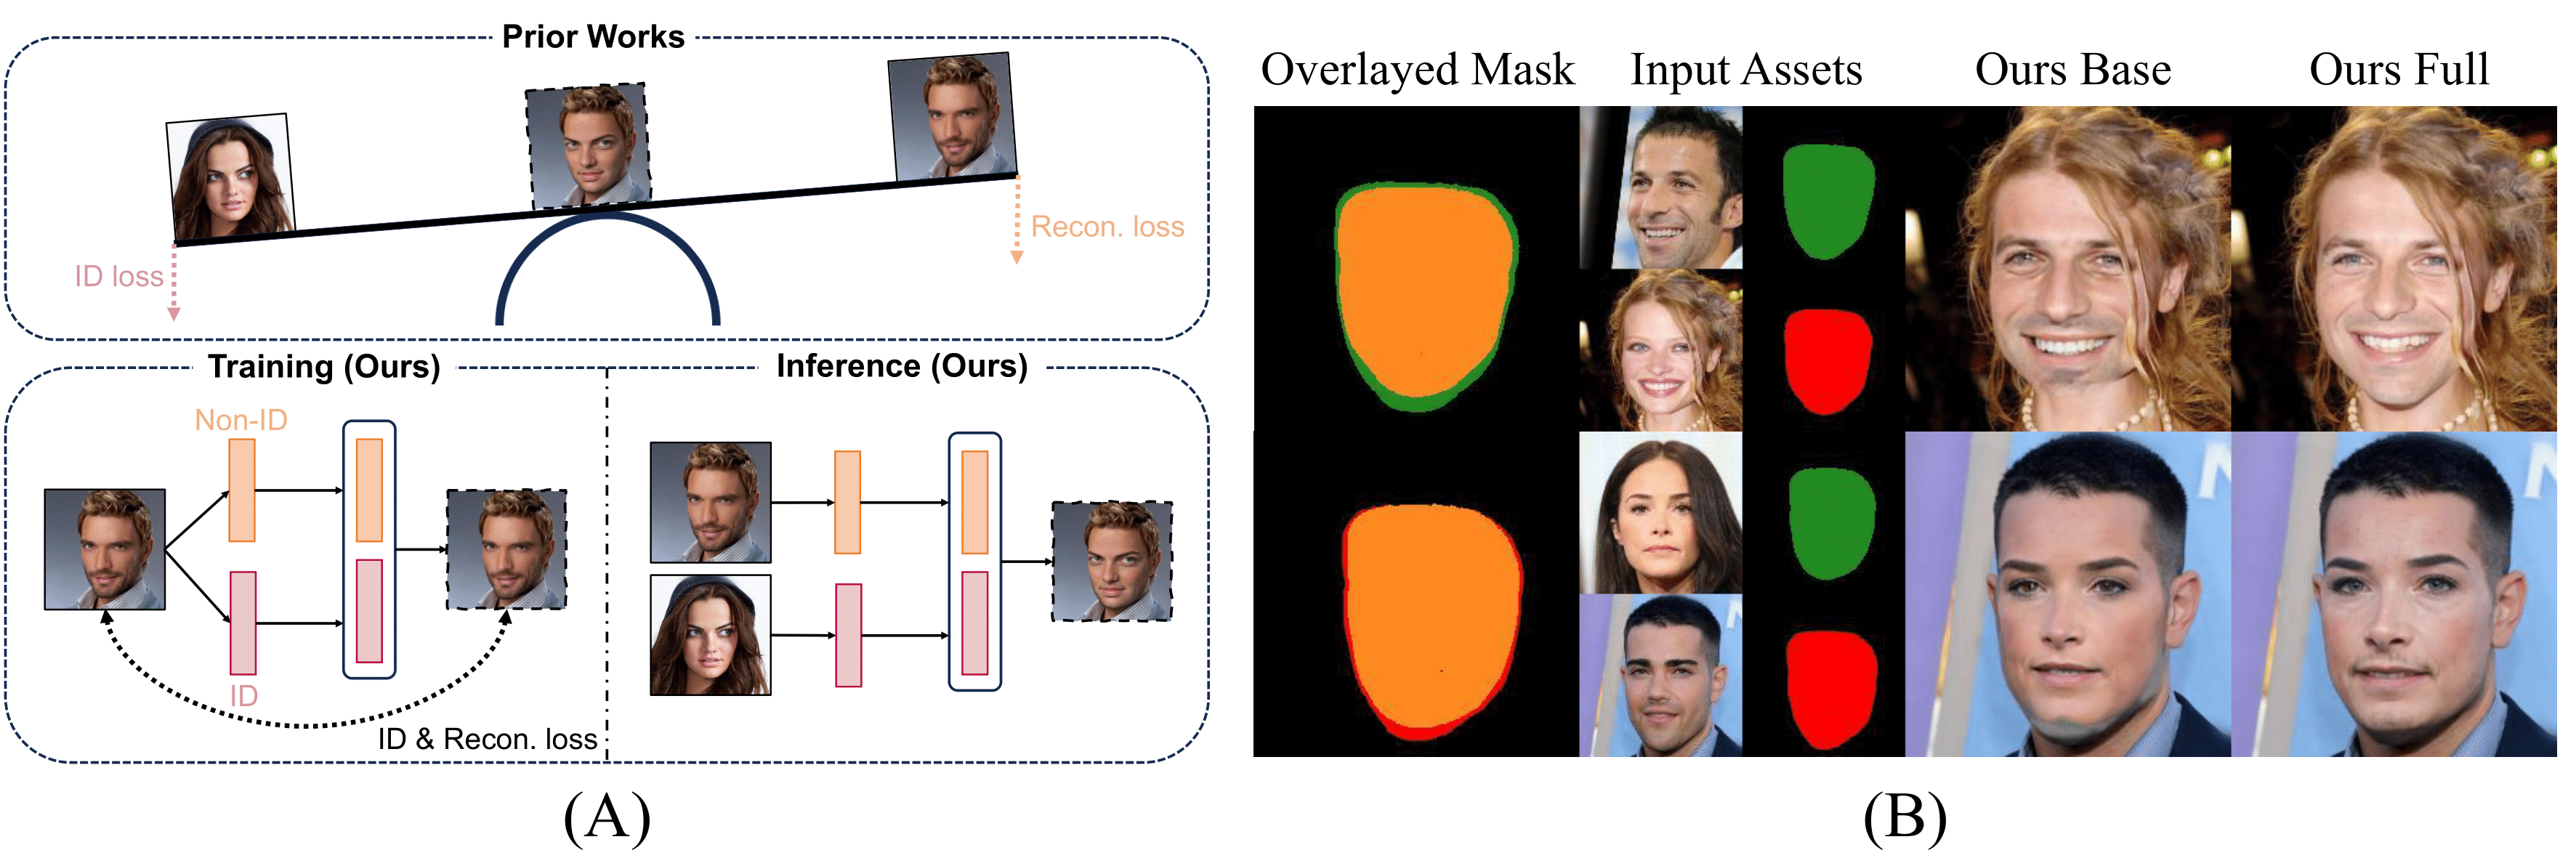 Prior Works
ID loss
Recon. loss
Training (Ours)
Inference (Ours)
Non-ID
ID
ID & Recon. loss
(A)
Overlayed Mask
Input Assets
Ours Base
Ours Full
(B)